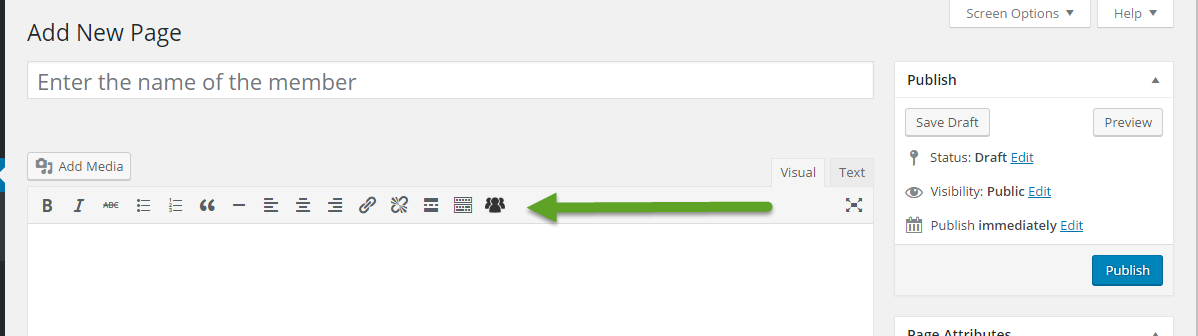 Screen Options
Help
Add New Page
Enter the name of the member
Publish
Save Draft
Preview
Add Media
Visual
Text
Status: Draft Edit
Visibility: Public Edit
B I ABC
Publish immediately Edit
Publish
Page Attributes